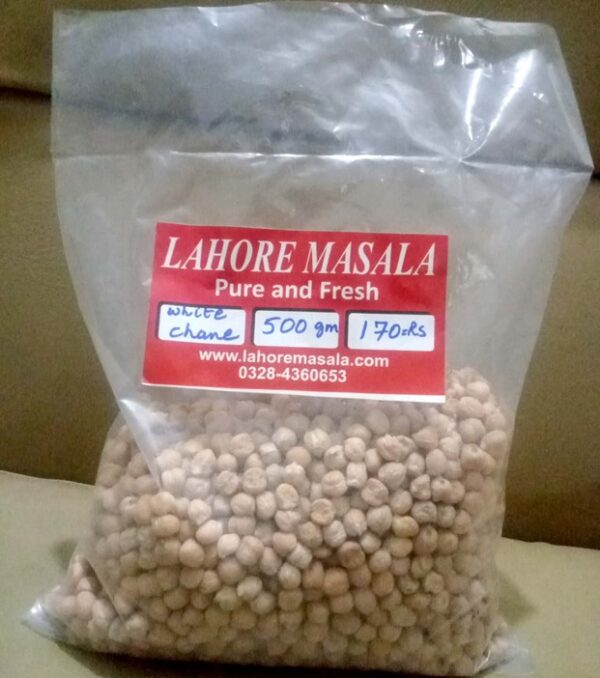 LAHORE MASALA
Pure and Fresh
white
chane
500 gm
170=Rs
www.lahoremasala.com
0328-4360653